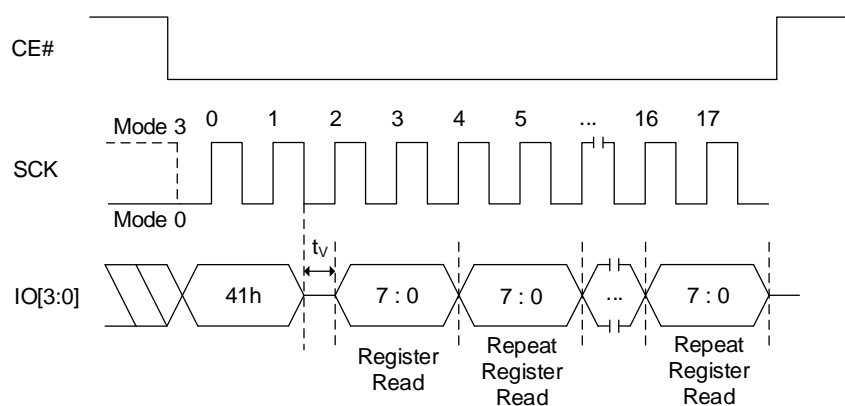 CE#
Mode 3
0 1 2 3 4 5 ... 16 17
SCK
Mode 0
tV
IO[3:0]
41h
7 : 0
7 : 0
...
7 : 0
Register
Read
Repeat
Register
Read
Repeat
Register
Read